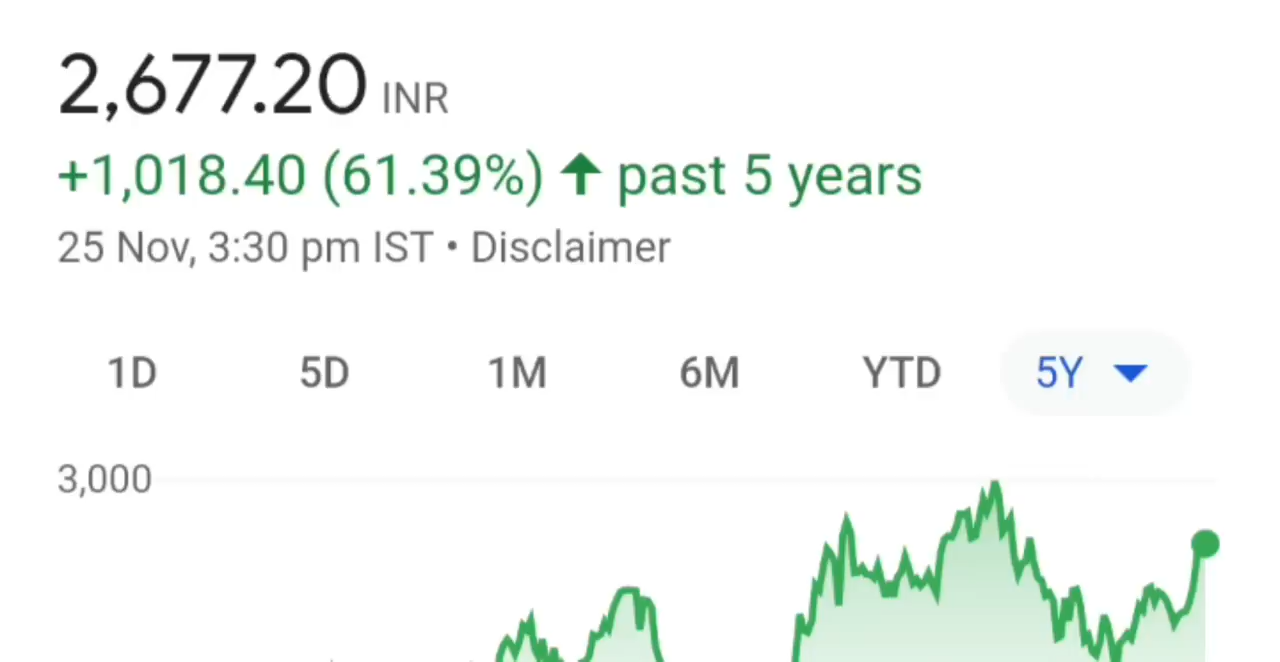 2,677.20 INR
+1,018.40 (61.39%) ↑ past 5 years
25 Nov, 3:30 pm IST • Disclaimer
1D 5D 1M 6M YTD 5Y
3,000